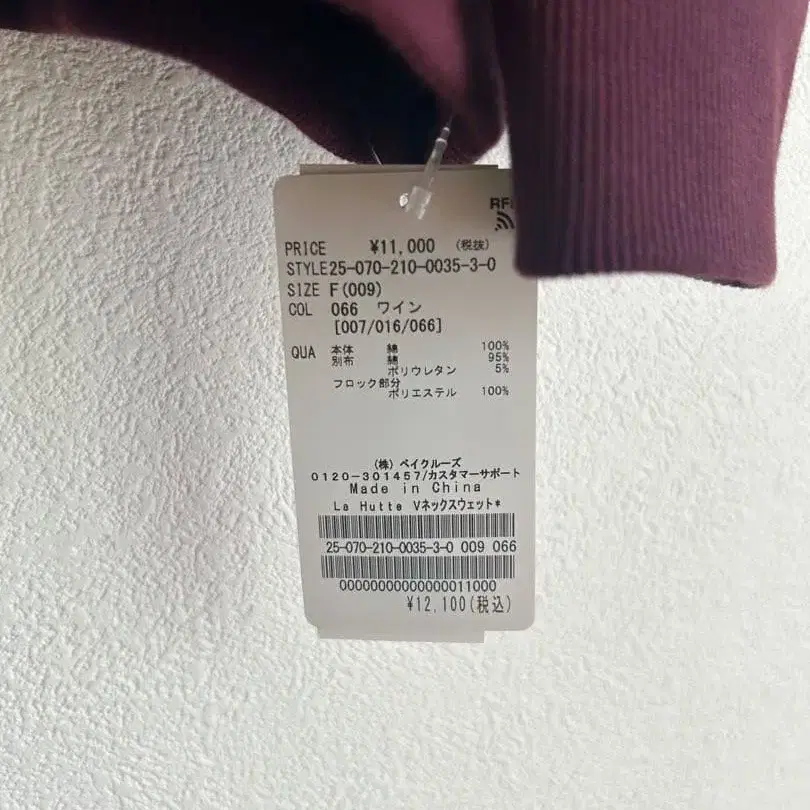 RFI
PRICE ¥11,000 (税抜)
STYLE25-070-210-0035-3-0
SIZE F(009)
COL 066 ワイン
[007/016/066]
QUA 本体 綿 100%
別布 綿 95%
ポリウレタン 5%
フロック部分
ポリエステル 100%
(株) ベイクルーズ
0120-301457/カスタマーサポート
Made in China
La Hutte Vネックスウェット*
25-070-210-0035-3-0 009 066
00000000000000011000
¥12,100(税込)